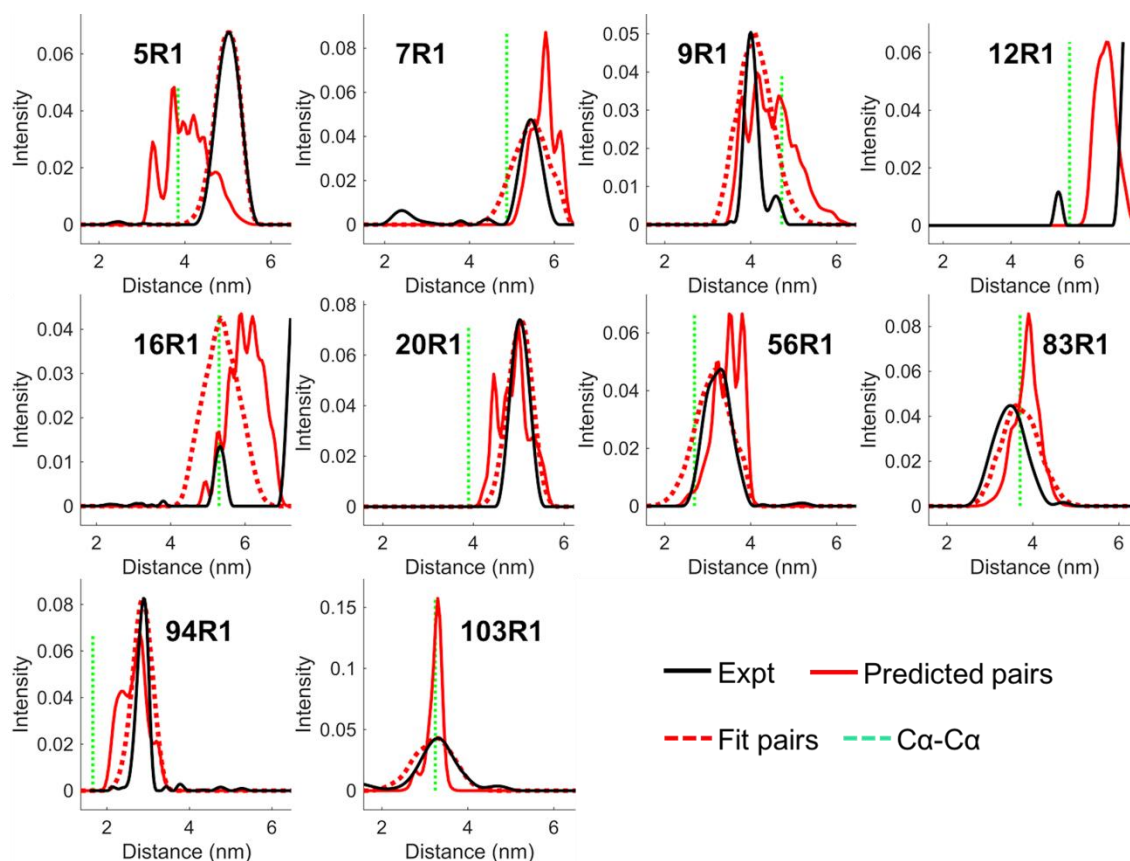 5R1
Intensity
0.06
0.04
0.02
0
2 4 6
Distance (nm)
7R1
Intensity
0.08
0.06
0.04
0.02
0
2 4 6
Distance (nm)
9R1
Intensity
0.05
0.04
0.03
0.02
0.01
0
2 4 6
Distance (nm)
12R1
Intensity
0.06
0.04
0.02
0
2 4 6
Distance (nm)
16R1
Intensity
0.04
0.03
0.02
0.01
0
2 4 6
Distance (nm)
20R1
Intensity
0.08
0.06
0.04
0.02
0
2 4 6
Distance (nm)
56R1
Intensity
0.06
0.04
0.02
0
2 4 6
Distance (nm)
83R1
Intensity
0.08
0.06
0.04
0.02
0
2 4 6
Distance (nm)
94R1
Intensity
0.08
0.06
0.04
0.02
0
2 4 6
Distance (nm)
103R1
Intensity
0.15
0.1
0.05
0
2 4 6
Distance (nm)
Expt Predicted pairs
Fit pairs Cα-Cα